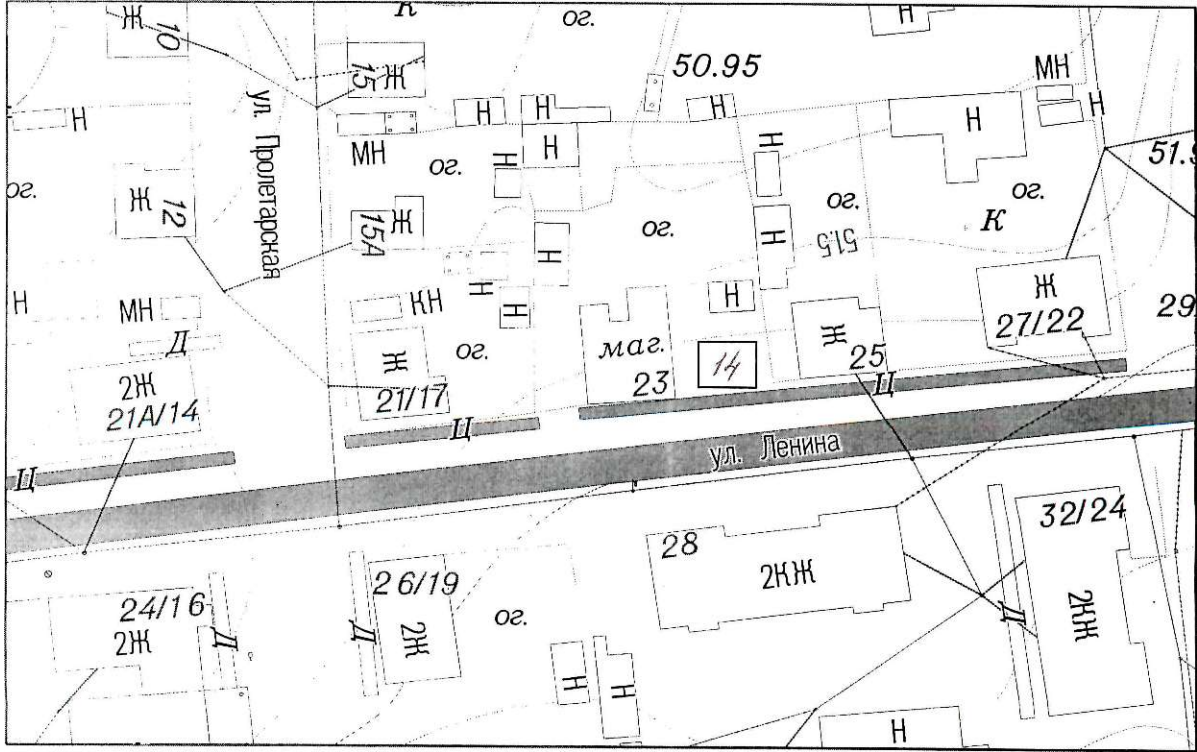 К
ог.
Н
Ж
10
50.95
15
Ж
МН
Н
Н
Н
Н
Н
Н
ул. Пролетарская
МН
ог.
Н
Н
Н
51.9
ог.
Ж
12
15А
Ж
ог.
ог.
51.5
ог.
К
Н
Н
Н
МН
КН
Н
Н
Н
Ж
27/22
29/
Д
Ж
ог.
маг.
14
Ж
25
2Ж
21А/14
21/17
23
Ц
Ц
Ц
ул. Ленина
32/24
28
2КЖ
2КЖ
24/16
2Ж
Д
Д
26/19
2Ж
ог.
Д
Н
Н
Н